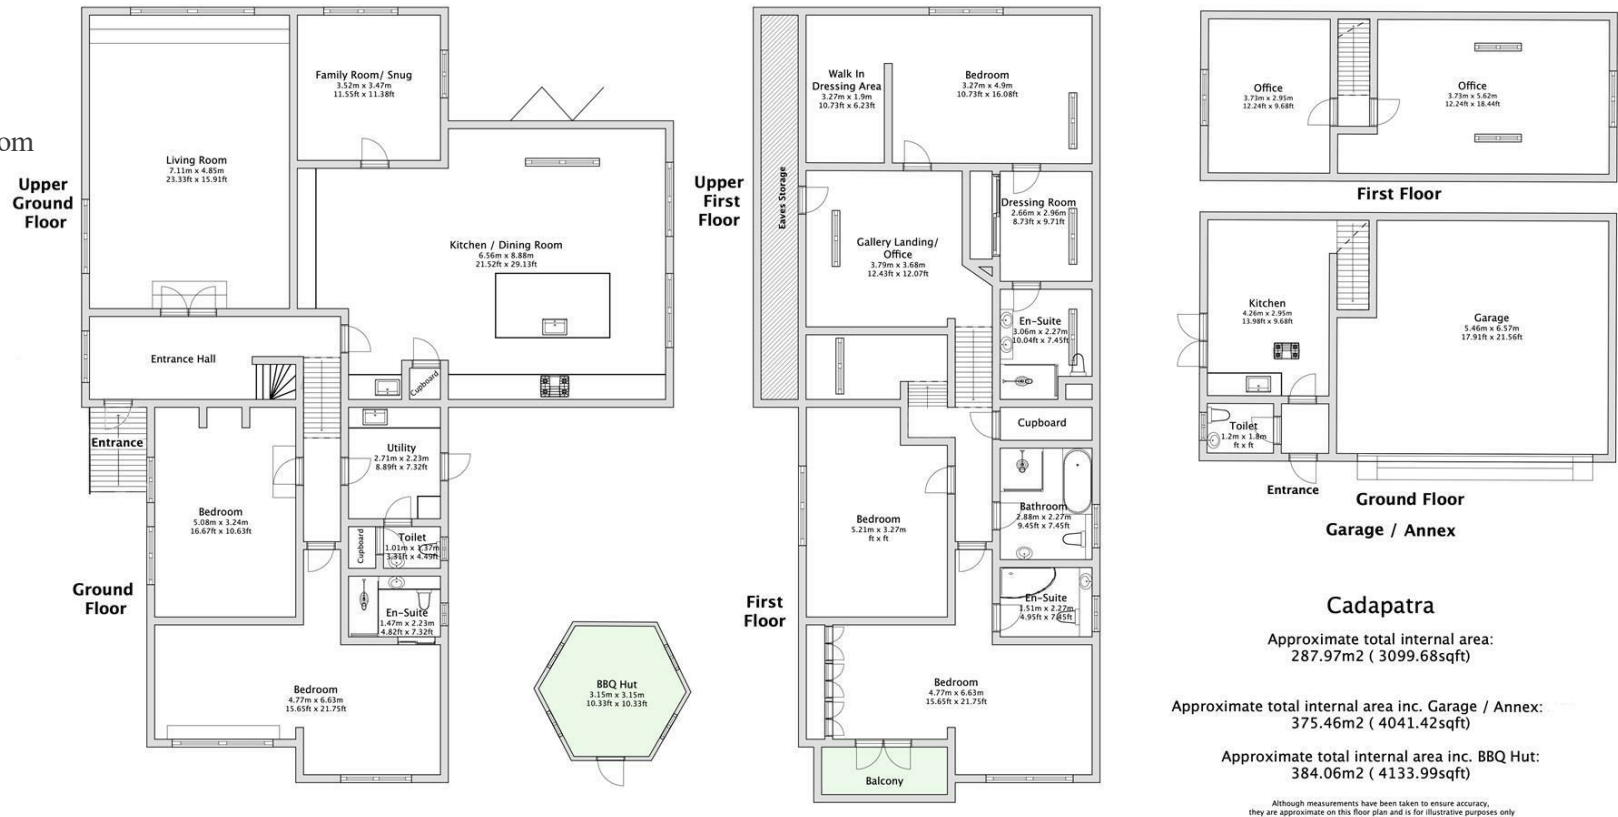 om
Upper
Ground
Floor
Living Room
7.11m x 4.85m
23.33ft x 15.91ft
Family Room/ Snug
3.52m x 3.47m
11.55ft x 11.38ft
Kitchen / Dining Room
6.56m x 8.88m
21.52ft x 29.13ft
Entrance Hall
Cupboard
Entrance
Utility
2.71m x 2.23m
8.89ft x 7.32ft
Bedroom
5.08m x 3.24m
16.67ft x 10.63ft
Cupboard
Toilet
1.01m x 1.37m
3.31ft x 4.49ft
Ground
Floor
En-Suite
1.47m x 2.23m
4.82ft x 7.32ft
Bedroom
4.77m x 6.63m
15.65ft x 21.75ft
BBQ Hut
3.15m x 3.15m
10.33ft x 10.33ft
Upper
First
Floor
Eaves Storage
Walk In
Dressing Area
3.27m x 1.9m
10.73ft x 6.23ft
Bedroom
3.27m x 4.9m
10.73ft x 16.08ft
Dressing Room
2.66m x 2.96m
8.73ft x 9.71ft
Gallery Landing/
Office
3.79m x 3.68m
12.43ft x 12.07ft
En-Suite
3.06m x 2.27m
10.04ft x 7.45ft
Cupboard
Bathroom
2.88m x 2.27m
9.45ft x 7.45ft
Bedroom
5.21m x 3.27m
ft x ft
First
Floor
En-Suite
1.51m x 2.27m
4.95ft x 7.45ft
Bedroom
4.77m x 6.63m
15.65ft x 21.75ft
Balcony
Office
3.73m x 2.95m
12.24ft x 9.68ft
Office
3.73m x 5.62m
12.24ft x 18.44ft
First Floor
Kitchen
4.26m x 2.95m
13.98ft x 9.68ft
Garage
5.46m x 6.57m
17.91ft x 21.56ft
Toilet
1.2m x 1.8m
ft x ft
Entrance
Ground Floor
Garage / Annex
Cadapatra
Approximate total internal area:
287.97m2 ( 3099.68sqft)
Approximate total internal area inc. Garage / Annex:
375.46m2 ( 4041.42sqft)
Approximate total internal area inc. BBQ Hut:
384.06m2 ( 4133.99sqft)
Although measurements have been taken to ensure accuracy,
they are approximate on this floor plan and is for illustrative purposes only